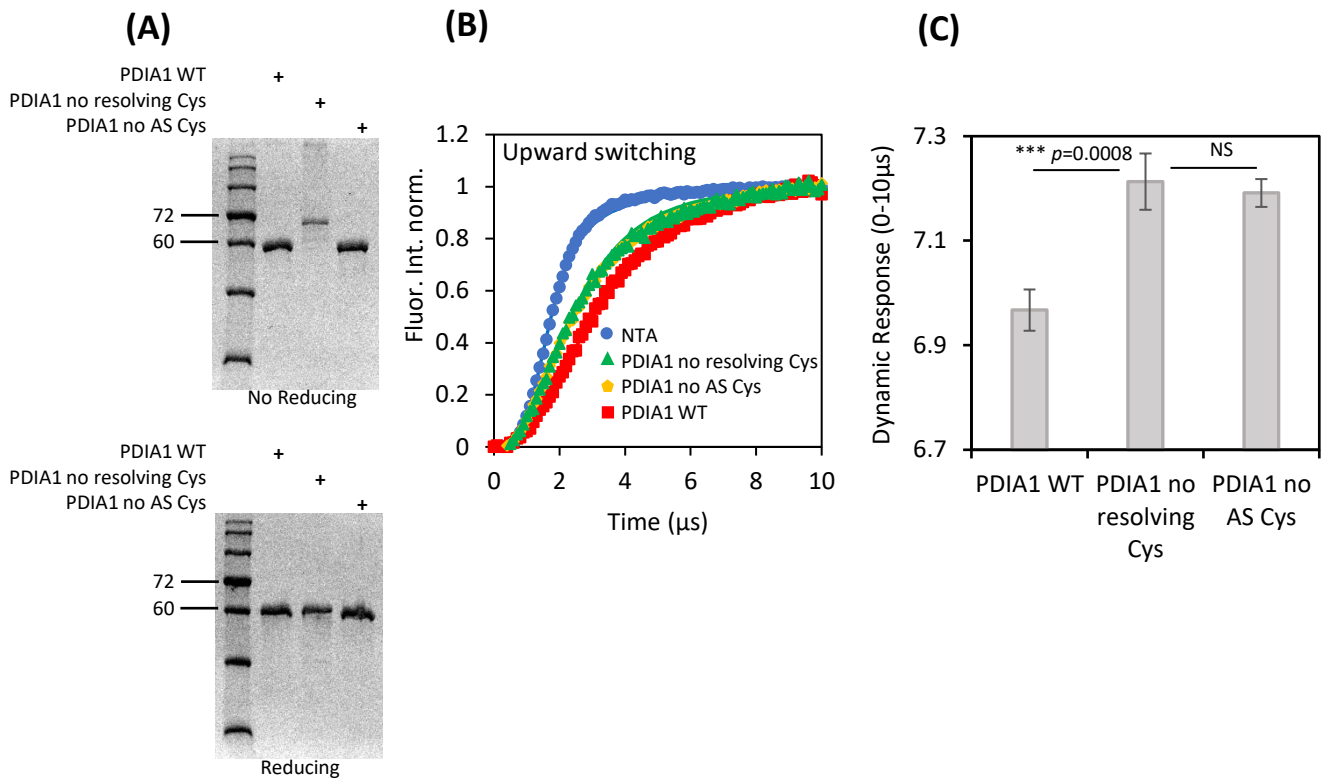 (A)
PDIA1 WT +
PDIA1 no resolving Cys +
PDIA1 no AS Cys +
72
60
No Reducing
PDIA1 WT +
PDIA1 no resolving Cys +
PDIA1 no AS Cys +
72
60
Reducing
(B)
Upward switching
Fluor. Int. norm.
1.2
1
0.8
0.6
0.4
0.2
0
NTA
PDIA1 no resolving Cys
PDIA1 no AS Cys
PDIA1 WT
0 2 4 6 8 10
Time (µs)
(C)
Dynamic Response (0-10µs)
7.3
7.1
6.9
6.7
*** p=0.0008
NS
PDIA1 WT
PDIA1 no
resolving
Cys
PDIA1 no
AS Cys